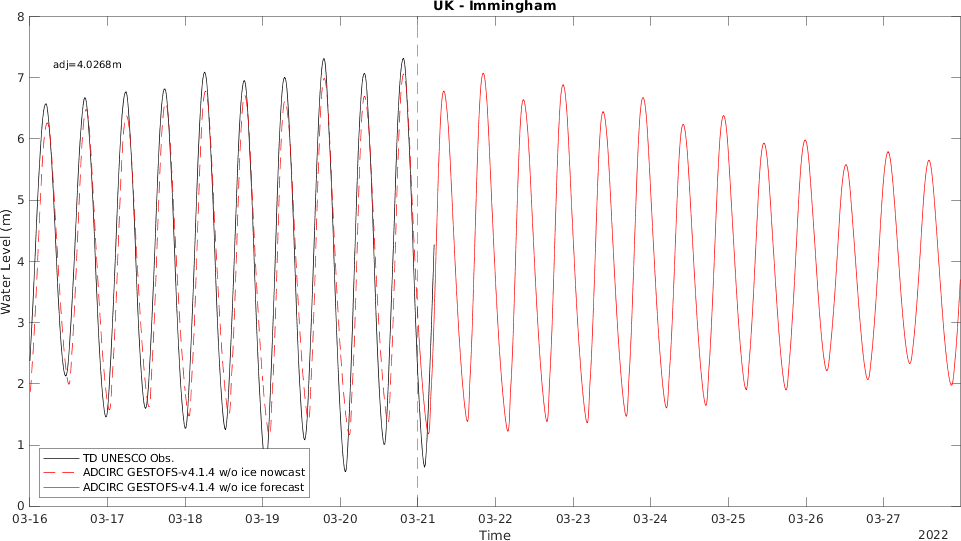 UK - Immingham
8
adj=4.0268m
7
6
5
4
3
2
1
0
Water Level (m)
TD UNESCO Obs.
ADCIRC GESTOFS-v4.1.4 w/o ice nowcast
ADCIRC GESTOFS-v4.1.4 w/o ice forecast
03-16 03-17 03-18 03-19 03-20 03-21 03-22 03-23 03-24 03-25 03-26 03-27
Time
2022